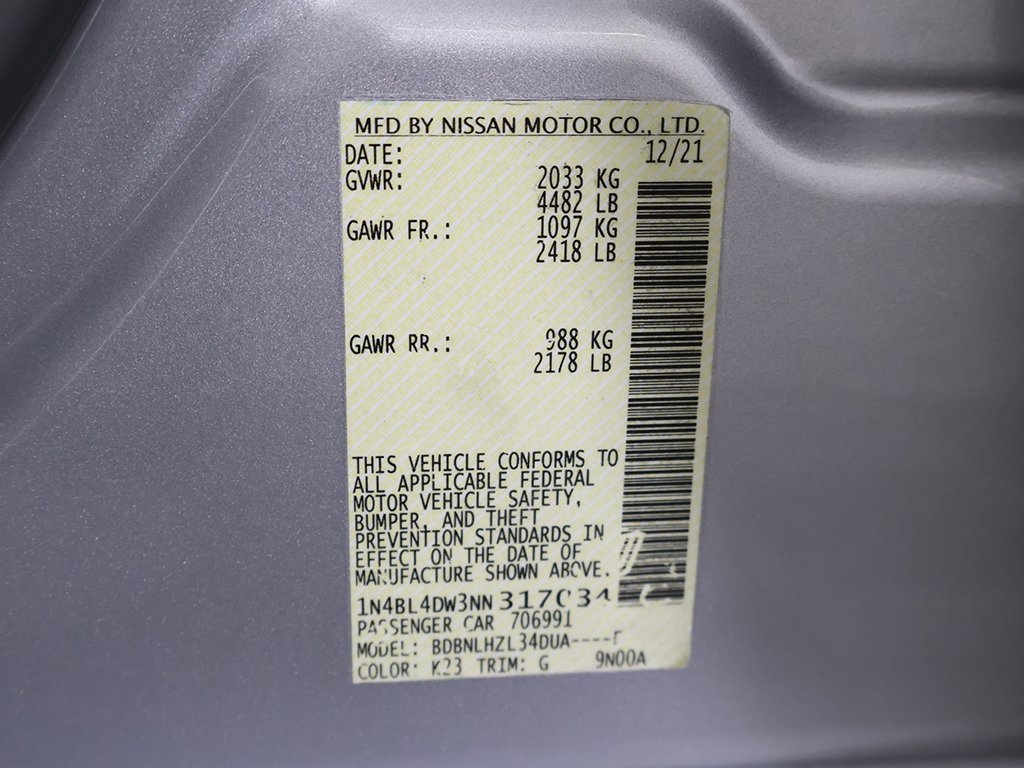 MFD BY NISSAN MOTOR CO., LTD.
DATE: 12/21
GVWR: 2033 KG
4482 LB
GAWR FR.: 1097 KG
2418 LB
GAWR RR.: 988 KG
2178 LB
THIS VEHICLE CONFORMS TO
ALL APPLICABLE FEDERAL
MOTOR VEHICLE SAFETY,
BUMPER, AND THEFT
PREVENTION STANDARDS IN
EFFECT ON THE DATE OF
MANUFACTURE SHOWN ABOVE.
1N4BL4DW3NN317034
PASSENGER CAR 706991
MODEL:
COLOR: K23 TRIM: G 9N00A